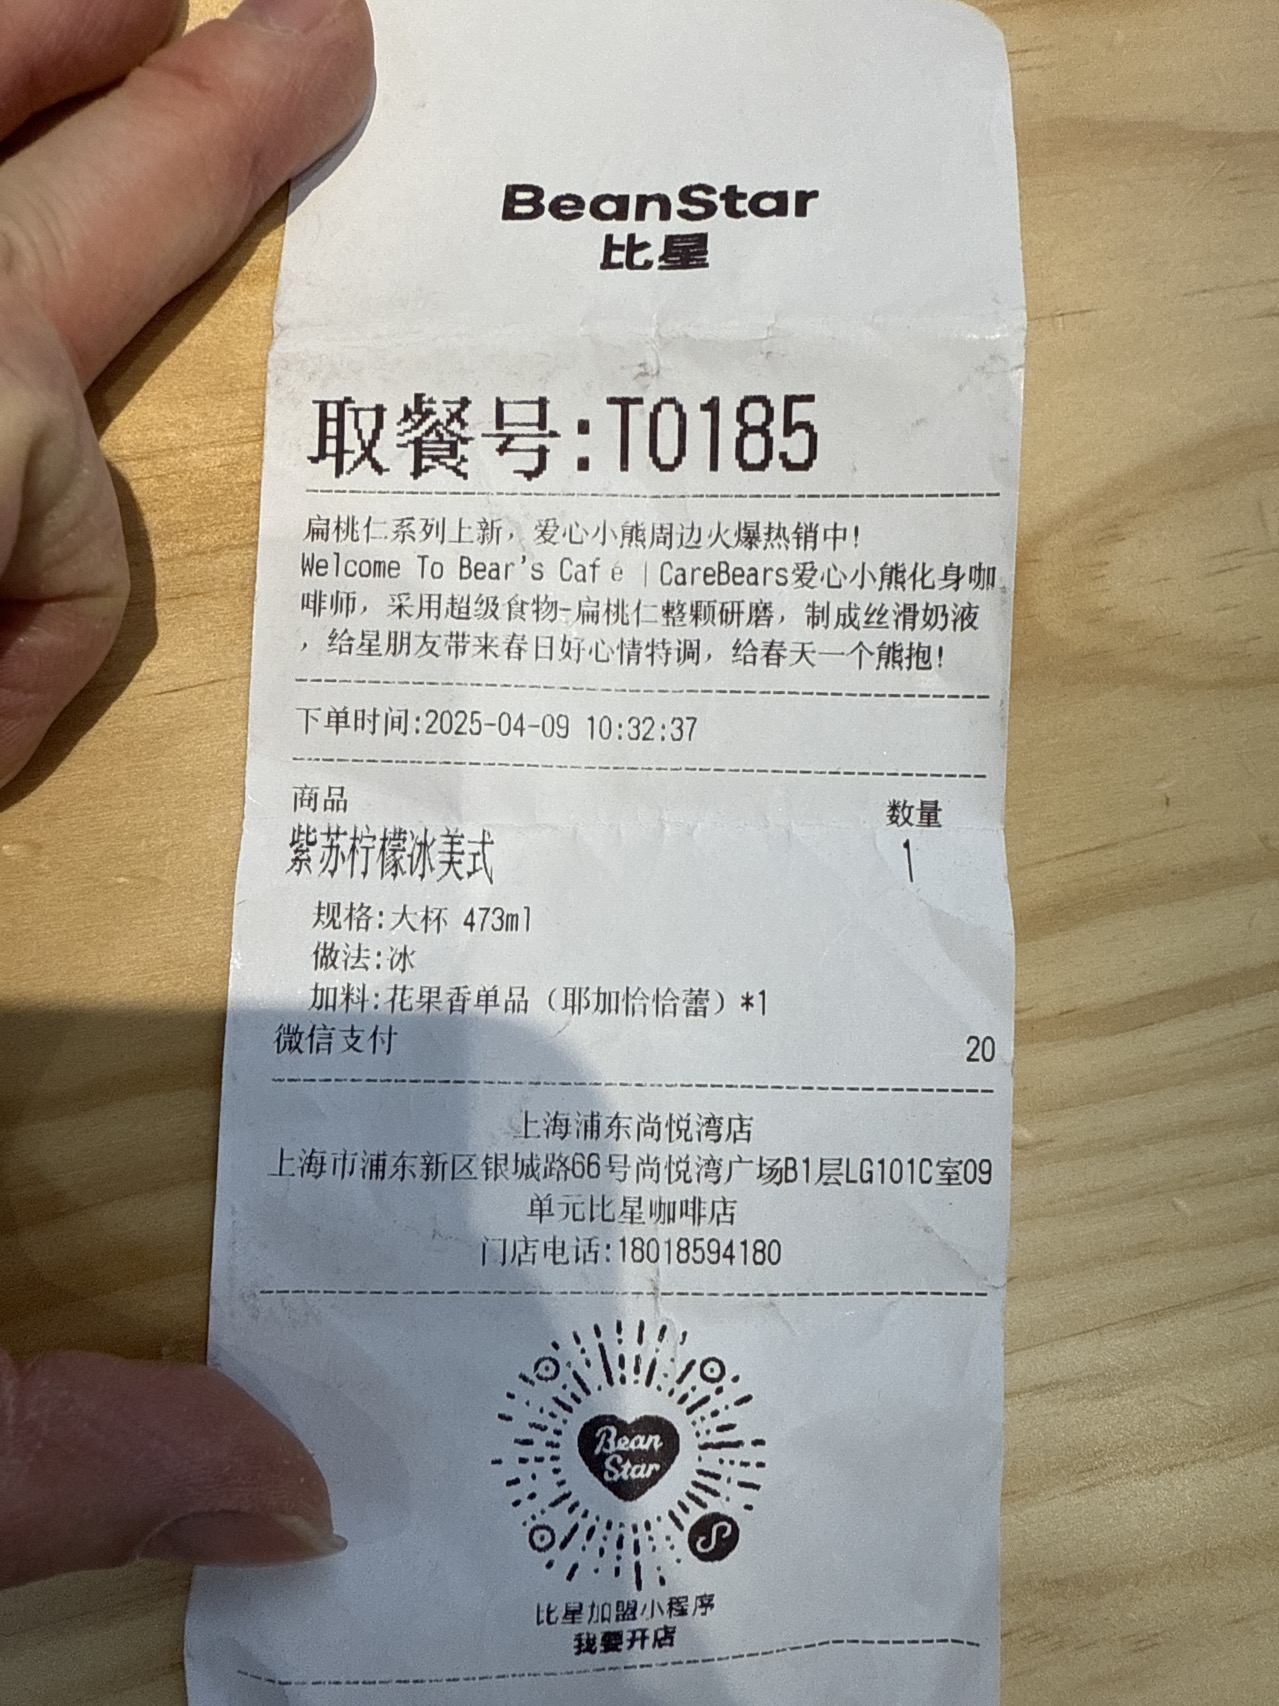 BeanStar
比星
取餐号:T0185
扁桃仁系列上新，爱心小熊周边火爆热销中！
Welcome To Bear's Café |CareBears爱心小熊化身咖
啡师，采用超级食物-扁桃仁整颗研磨，制成丝滑奶液
，给星朋友带来春日好心情特调，给春天一个熊抱！
下单时间:2025-04-09 10:32:37
商品 数量
紫苏柠檬冰美式 1
规格:大杯 473ml
做法:冰
加料:花果香单品（耶加恰恰蕾）*1
微信支付 20
上海浦东尚悦湾店
上海市浦东新区银城路66号尚悦湾广场B1层LG101C室09
单元比星咖啡店
门店电话:18018594180
Bean
Star
比星加盟小程序
我要开店